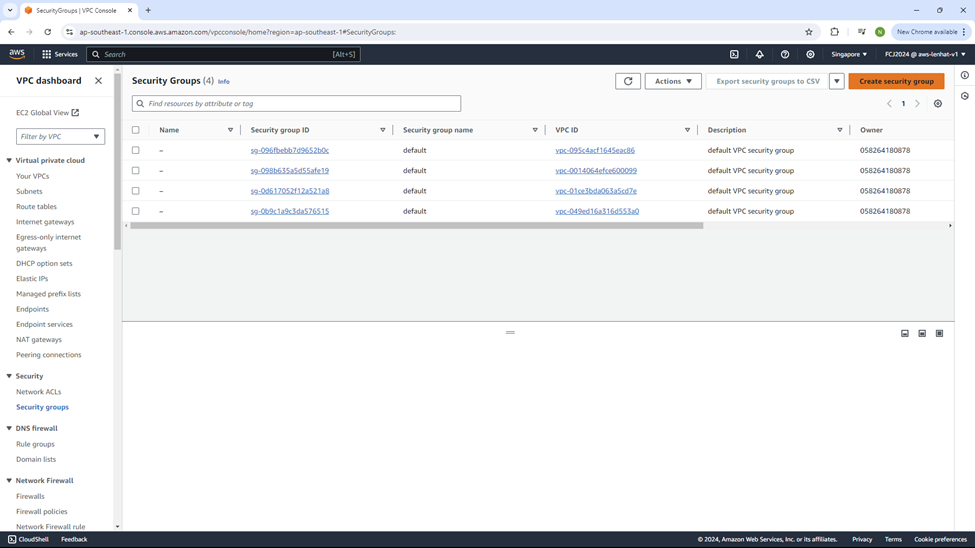 SecurityGroups | VPC Console
ap-southeast-1.console.aws.amazon.com/vpcconsole/home?region=ap-southeast-1#SecurityGroups:
N
New Chrome available
aws
Services
Search
[Alt+S]
Singapore
FCJ2024 @ aws-lenhat-v1
VPC dashboard
EC2 Global View
Filter by VPC
Virtual private cloud
Your VPCs
Subnets
Route tables
Internet gateways
Egress-only internet
gateways
DHCP option sets
Elastic IPs
Managed prefix lists
Endpoints
Endpoint services
NAT gateways
Peering connections
Security
Network ACLs
Security groups
DNS firewall
Rule groups
Domain lists
Network Firewall
Firewalls
Firewall policies
Network Firewall rule
Security Groups (4) Info
Actions
Export security groups to CSV
Create security group
Find resources by attribute or tag
1
Name Security group ID Security group name VPC ID Description Owner
– sg-096fbebb7d9652b0c default vpc-095c4acf1645eac86 default VPC security group 058264180878
– sg-098b635a5d55afe19 default vpc-0014064efce600099 default VPC security group 058264180878
– sg-0d617052f12a521a8 default vpc-01ce3bda063a5cd7e default VPC security group 058264180878
– sg-0b9c1a9c3da576515 default vpc-049ed16a316d553a0 default VPC security group 058264180878
CloudShell
Feedback
© 2024, Amazon Web Services, Inc. or its affiliates.
Privacy
Terms
Cookie preferences